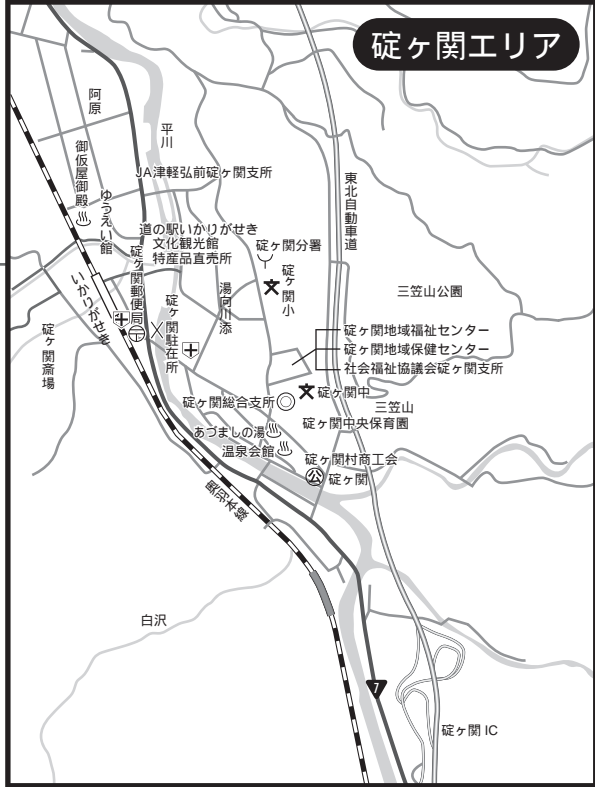 碇ヶ関エリア
阿原
平川
御仮屋御殿
ゆうえい館
JA津軽弘前碇ヶ関支所
東北自動車道
道の駅いかりがせき
文化観光館
特産品直売所
碇ヶ関分署
碇ヶ関小
碇ヶ関郵便局
いかりがせき
碇ヶ関駐在所
湯向川添
三笠山公園
碇ヶ関斎場
碇ヶ関地域福祉センター
碇ヶ関地域保健センター
社会福祉協議会碇ヶ関支所
碇ヶ関中
碇ヶ関総合支所
三笠山
碇ヶ関中央保育園
あづましの湯
温泉会館
碇ヶ関村商工会
公
碇ヶ関
奥羽本線
白沢
7
碇ヶ関 IC